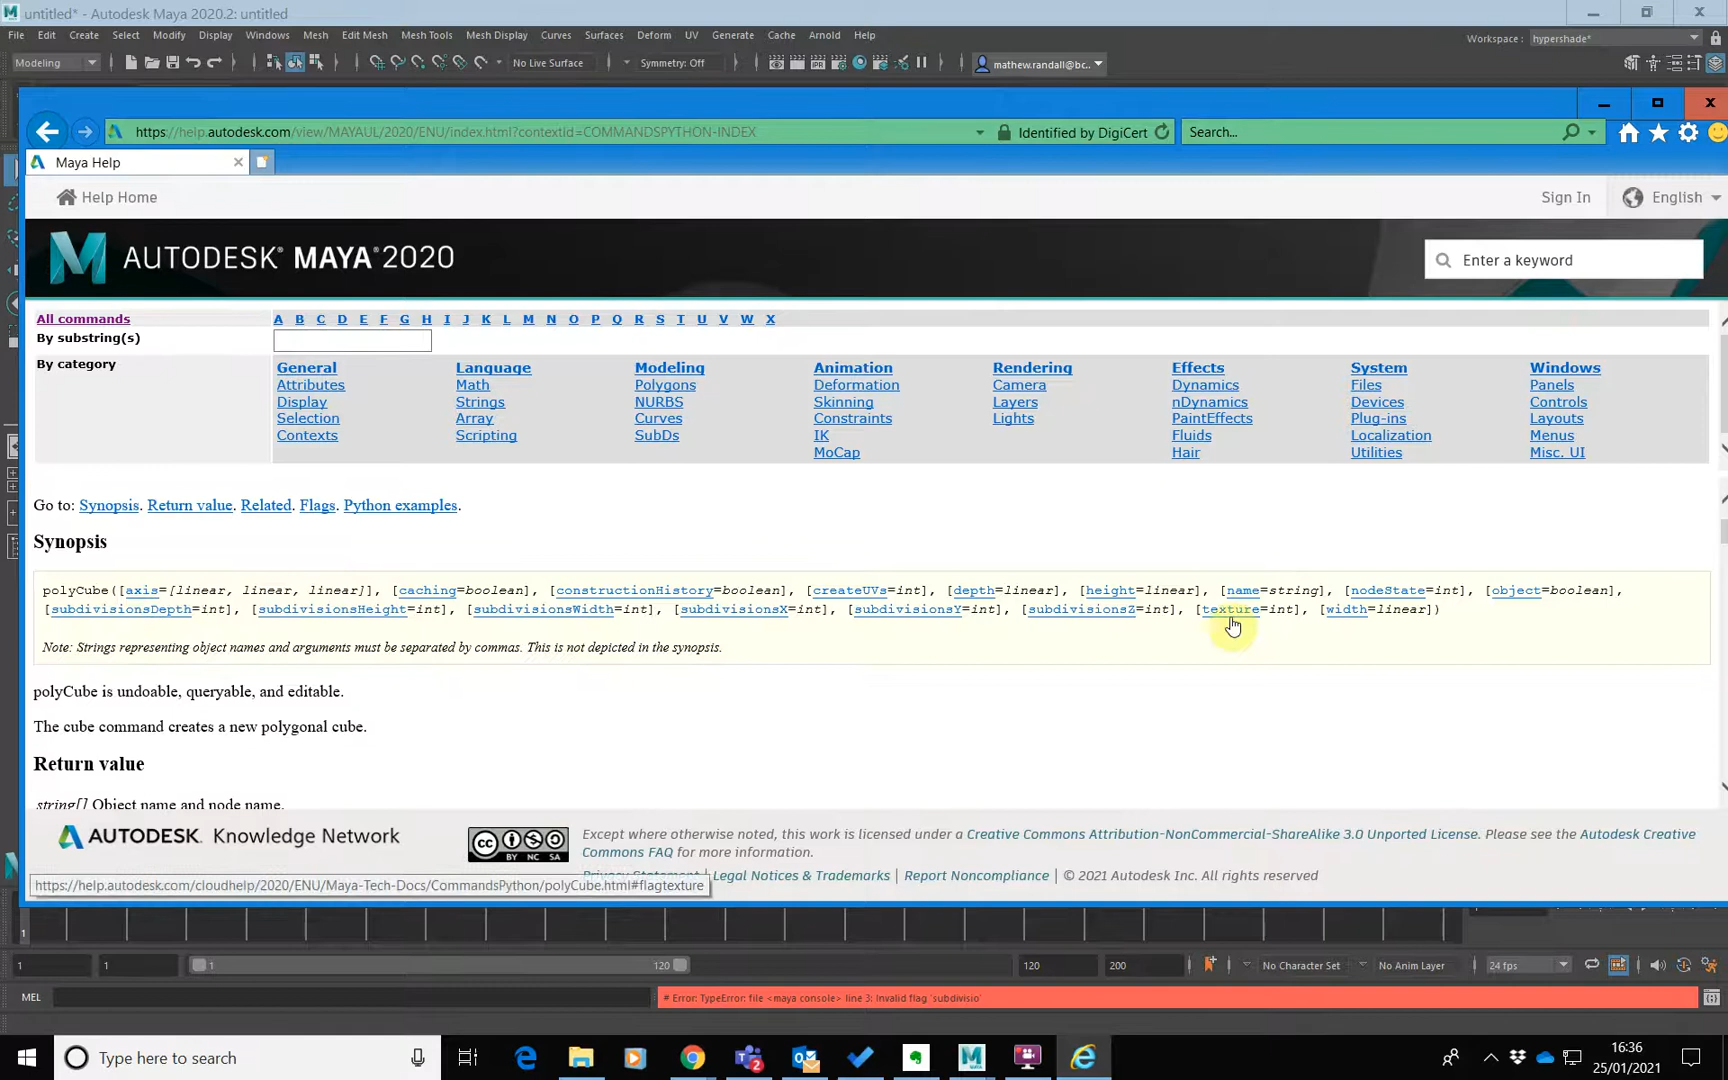 untitled* - Autodesk Maya 2020.2: untitled
File Edit Create Select Modify Display Windows Mesh Edit Mesh Mesh Tools Mesh Display Curves Surfaces Deform UV Generate Cache Arnold Help
Workspace : hypershade*
Modeling No Live Surface Symmetry: Off mathew.randall@bc...
https://help.autodesk.com/view/MAYAUL/2020/ENU/index.html?contextId=COMMANDSPYTHON-INDEX Identified by DigiCert Search...
Maya Help
Help Home Sign In English
AUTODESK® MAYA® 2020 Enter a keyword
All commands A B C D E F G H I J K L M N O P Q R S T U V W X
By substring(s)
By category General Language Modeling Animation Rendering Effects System Windows
Attributes Math Polygons Deformation Camera Dynamics Files Panels
Display Strings NURBS Skinning Layers nDynamics Devices Controls
Selection Array Curves Constraints Lights PaintEffects Plug-ins Layouts
Contexts Scripting SubDs IK Fluids Localization Menus
MoCap Hair Utilities Misc. UI
Go to: Synopsis. Return value. Related. Flags. Python examples.
Synopsis
polyCube([axis=[linear, linear, linear]], [caching=boolean], [constructionHistory=boolean], [createUVs=int], [depth=linear], [height=linear], [name=string], [nodeState=int], [object=boolean],
[subdivisionsDepth=int], [subdivisionsHeight=int], [subdivisionsWidth=int], [subdivisionsX=int], [subdivisionsY=int], [subdivisionsZ=int], [texture=int], [width=linear])
Note: Strings representing object names and arguments must be separated by commas. This is not depicted in the synopsis.
polyCube is undoable, queryable, and editable.
The cube command creates a new polygonal cube.
Return value
string[] Object name and node name.
AUTODESK. Knowledge Network
CC BY NC SA
Except where otherwise noted, this work is licensed under a Creative Commons Attribution-NonCommercial-ShareAlike 3.0 Unported License. Please see the Autodesk Creative
Commons FAQ for more information.
Privacy Statement | Legal Notices & Trademarks | Report Noncompliance | © 2021 Autodesk Inc. All rights reserved
https://help.autodesk.com/cloudhelp/2020/ENU/Maya-Tech-Docs/CommandsPython/polyCube.html#flagtexture
1
1 1 1 120 120 200 No Character Set No Anim Layer 24 fps
MEL # Error: TypeError: file <maya console> line 3: Invalid flag 'subdivisio'
Type here to search 16:36
25/01/2021